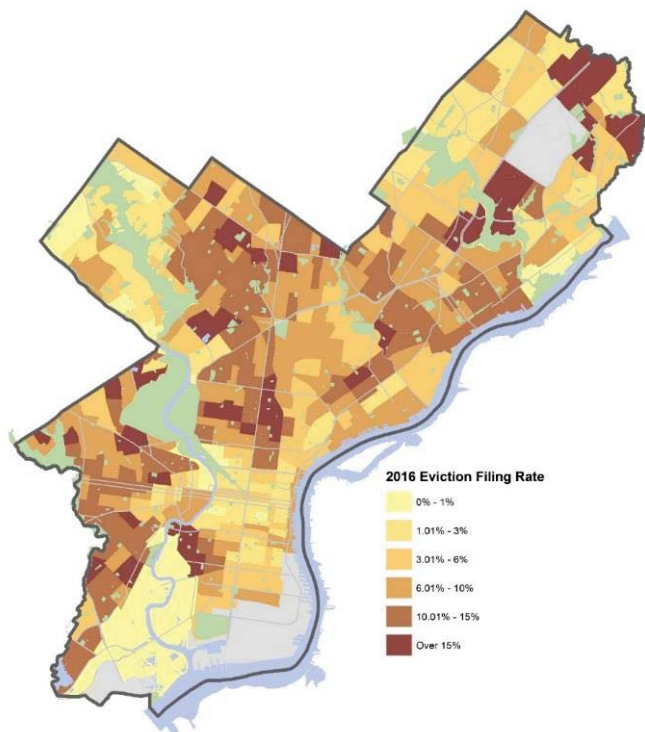 2016 Eviction Filing Rate
0% - 1%
1.01% - 3%
3.01% - 6%
6.01% - 10%
10.01% - 15%
Over 15%